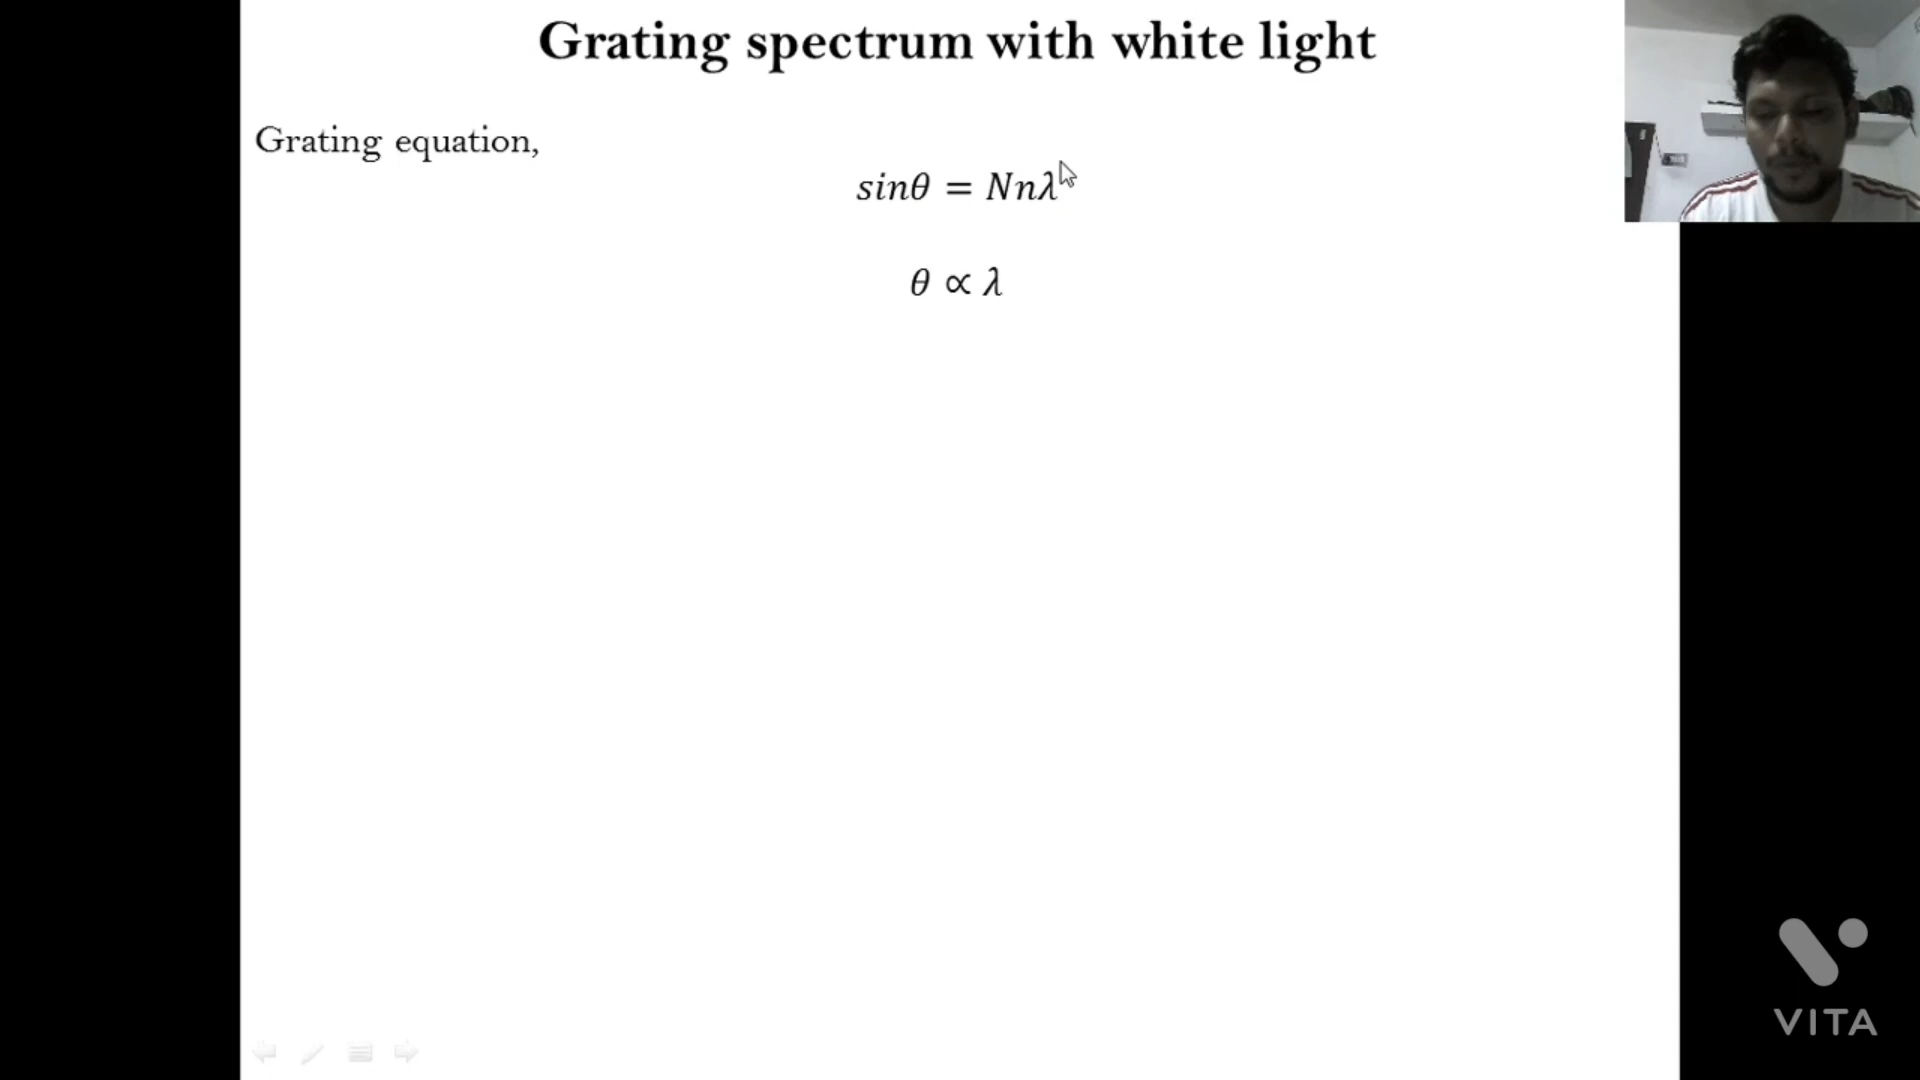 Grating spectrum with white light
Grating equation,
sinθ = Nnλ
θ ∝ λ
VITA